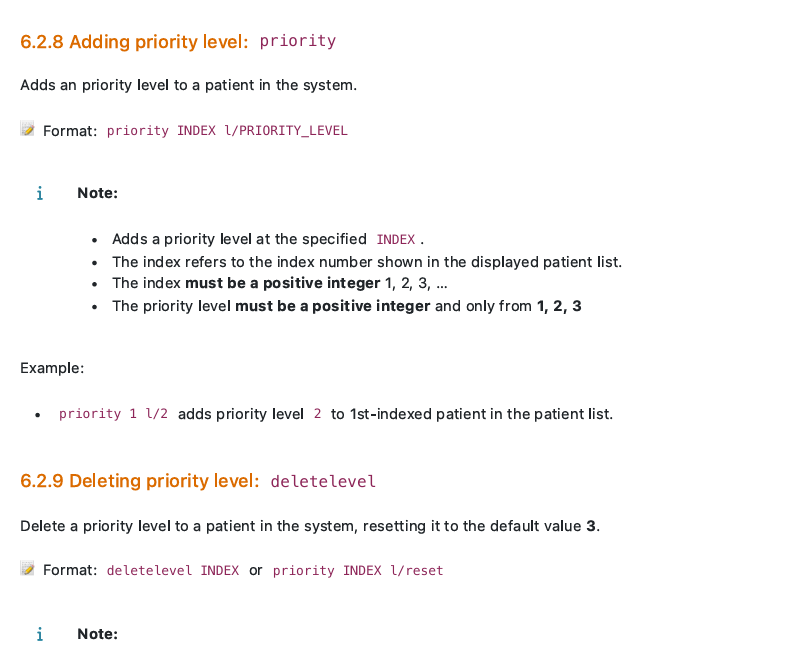 6.2.8 Adding priority level: priority
Adds an priority level to a patient in the system.
Format: priority INDEX l/PRIORITY_LEVEL
Note:
• Adds a priority level at the specified INDEX.
• The index refers to the index number shown in the displayed patient list.
• The index must be a positive integer 1, 2, 3, …
• The priority level must be a positive integer and only from 1, 2, 3
Example:
• priority 1 l/2 adds priority level 2 to 1st-indexed patient in the patient list.
6.2.9 Deleting priority level: deletelevel
Delete a priority level to a patient in the system, resetting it to the default value 3.
Format: deletelevel INDEX or priority INDEX l/reset
Note: